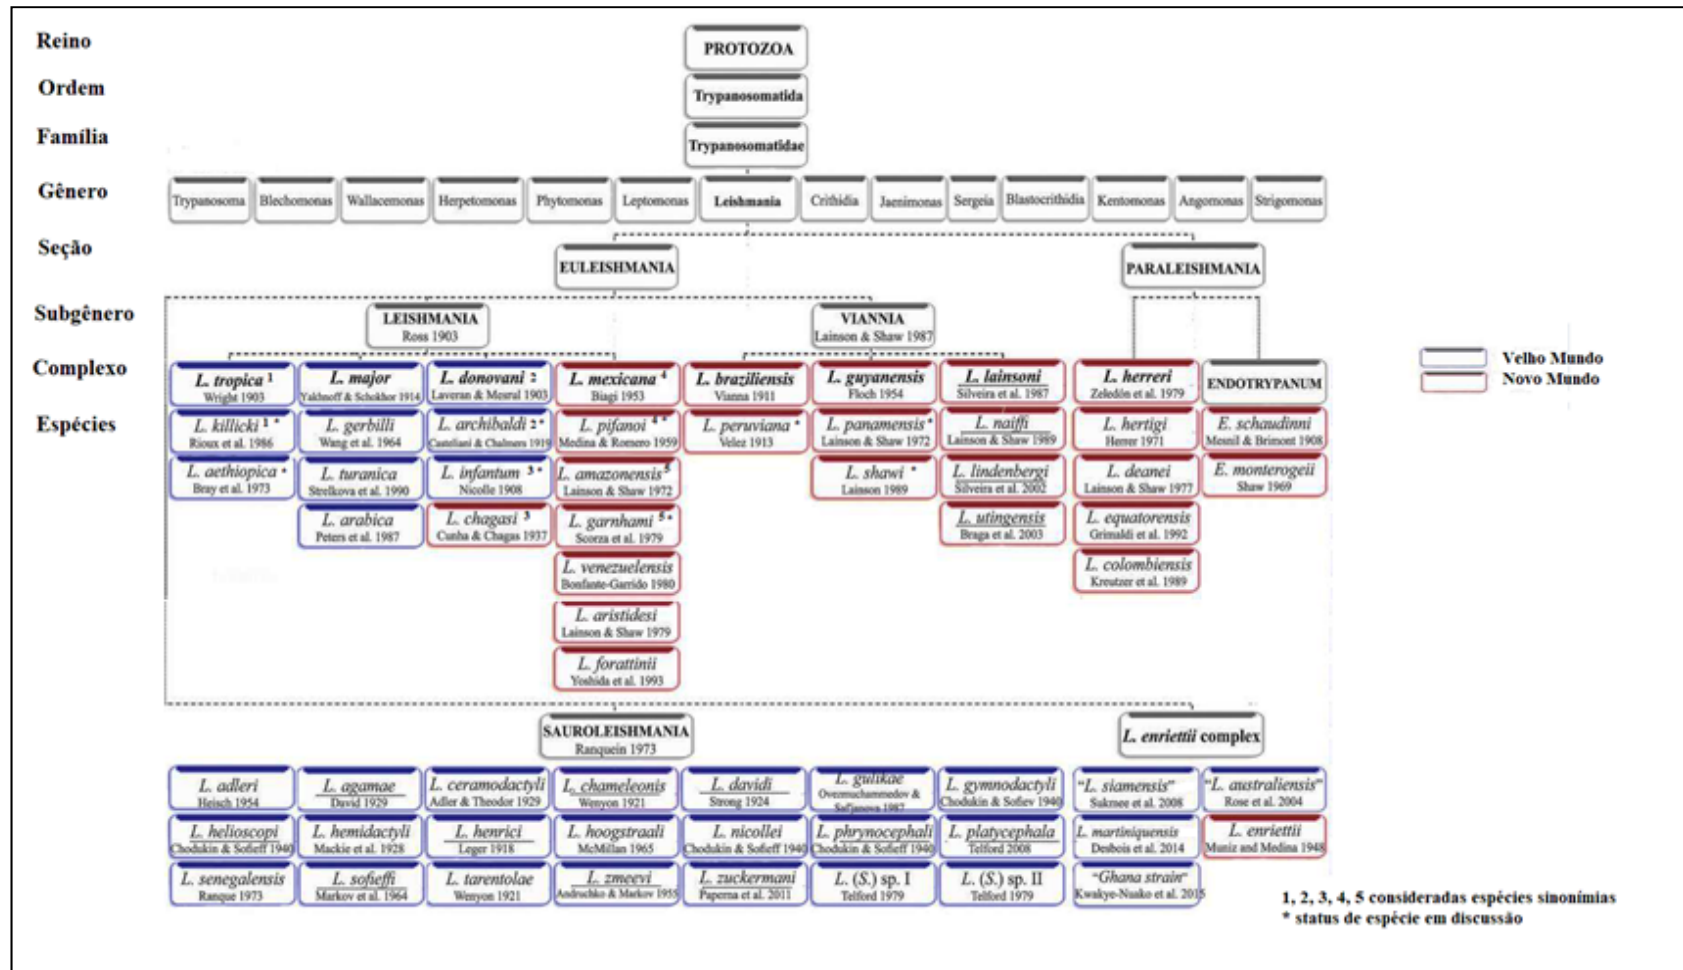 Reino
PROTOZOA
Ordem
Trypanosomatida
Família
Trypanosomatidae
Gênero
Trypanosoma
Blechomonas
Wallacemonas
Herpetomonas
Phytomonas
Leptomonas
Leishmania
Crithidia
Jaenimonas
Sergeia
Blastocrithidia
Kentomonas
Angomonas
Strigomonas
Seção
EULEISHMANIA
PARALEISHMANIA
Subgênero
LEISHMANIA
Ross 1903
VIANNIA
Lainson & Shaw 1987
Complexo
L. tropica 1
Wright 1903
L. major
Yakhnoff & Schokhor 1914
L. donovani 2
Laveran & Mesral 1903
L. mexicana 4
Biagi 1953
L. braziliensis
Vianna 1911
L. guyanensis
Floch 1954
L. lainsoni
Silveira et al. 1987
L. herreri
Zeledón et al. 1979
ENDOTRYPANUM
Velho Mundo
Novo Mundo
Espécies
L. killicki 1 *
Rioux et al. 1986
L. gerbilli
Wang et al. 1964
L. archibaldi 2 *
Castellani & Chalmers 1919
L. pifanoi 4 *
Medina & Romero 1959
L. peruviana *
Velez 1913
L. panamensis *
Lainson & Shaw 1972
L. naiffi
Lainson & Shaw 1989
L. hertigi
Herrer 1971
E. schaudinni
Mesnil & Brimont 1908
L. aethiopica *
Bray et al. 1973
L. turanica
Strelkova et al. 1990
L. infantum 3 *
Nicolle 1908
L. amazonensis 5
Lainson & Shaw 1972
L. shawi *
Lainson 1989
L. lindenbergi
Silveira et al. 2002
L. deanei
Lainson & Shaw 1977
E. monterogeii
Shaw 1969
L. arabica
Peters et al. 1987
L. chagasi 3
Cunha & Chagas 1937
L. garnhami 5 *
Scorza et al. 1979
L. utingensis
Braga et al. 2003
L. equatorensis
Grimaldi et al. 1992
L. venezuelensis
Bonfante-Garrido 1980
L. colombiensis
Kreutzer et al. 1989
L. aristidesi
Lainson & Shaw 1979
L. forattinii
Yoshida et al. 1993
SAUROLEISHMANIA
Ranquein 1973
L. enriettii complex
L. adleri
Heisch 1954
L. agamae
David 1929
L. ceramodactyli
Adler & Theodor 1929
L. chameleonis
Wenyon 1921
L. davidi
Strong 1924
L. gulikae
Ovezmuchammedov & Safjanova 1987
L. gymnodactyli
Chodukin & Sofiev 1940
"L. siamensis"
Sukmee et al. 2008
"L. australiensis"
Rose et al. 2004
L. helioscopi
Chodukin & Sofieff 1940
L. hemidactyli
Mackie et al. 1928
L. henrici
Leger 1918
L. hoogstraali
McMillan 1965
L. nicollei
Chodukin & Sofieff 1940
L. phrynocephali
Chodukin & Sofieff 1940
L. platycephala
Telford 2008
L. martiniquensis
Desbois et al. 2014
L. enriettii
Muniz and Medina 1948
L. senegalensis
Ranque 1973
L. sofieffi
Markov et al. 1964
L. tarentolae
Wenyon 1921
L. zmeevi
Andruchko & Markov 1955
L. zuckermani
Paperna et al. 2011
L. (S.) sp. I
Telford 1979
L. (S.) sp. II
Telford 1979
"Ghana strain"
Kwakye-Nuako et al. 2015
1, 2, 3, 4, 5 consideradas espécies sinonímias
* status de espécie em discussão